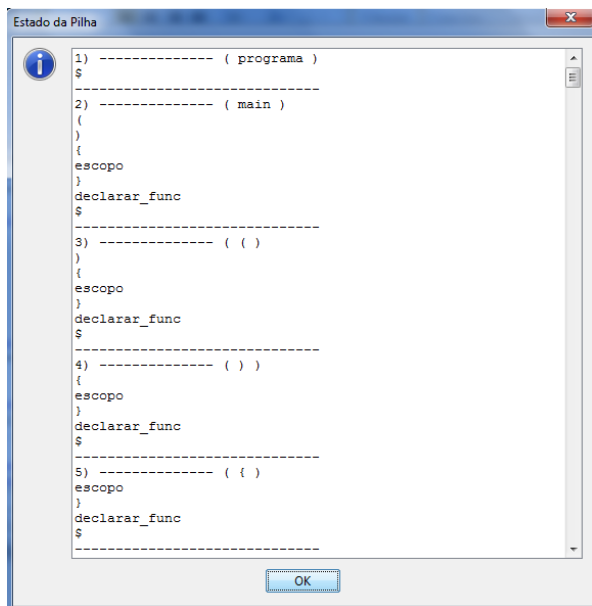 Estado da Pilha
1) -------------- ( programa )
$
------------------------------
2) -------------- ( main )
(
)
{
escopo
}
declarar_func
$
------------------------------
3) -------------- ( ( )
)
{
escopo
}
declarar_func
$
------------------------------
4) -------------- ( ) )
{
escopo
}
declarar_func
$
------------------------------
5) -------------- ( { )
escopo
}
declarar_func
$
------------------------------
OK